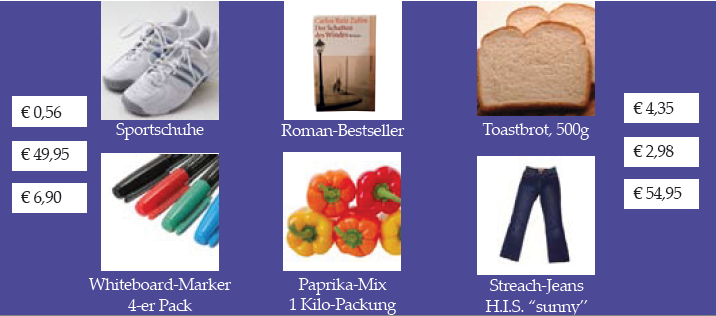 Carlos Ruiz Zafón
Der Schatten
des Windes
€ 0,56
€ 49,95
€ 6,90
Sportschuhe
Roman-Bestseller
Toastbrot, 500g
€ 4,35
€ 2,98
€ 54,95
Whiteboard-Marker
4-er Pack
Paprika-Mix
1 Kilo-Packung
Streach-Jeans
H.I.S. “sunny”